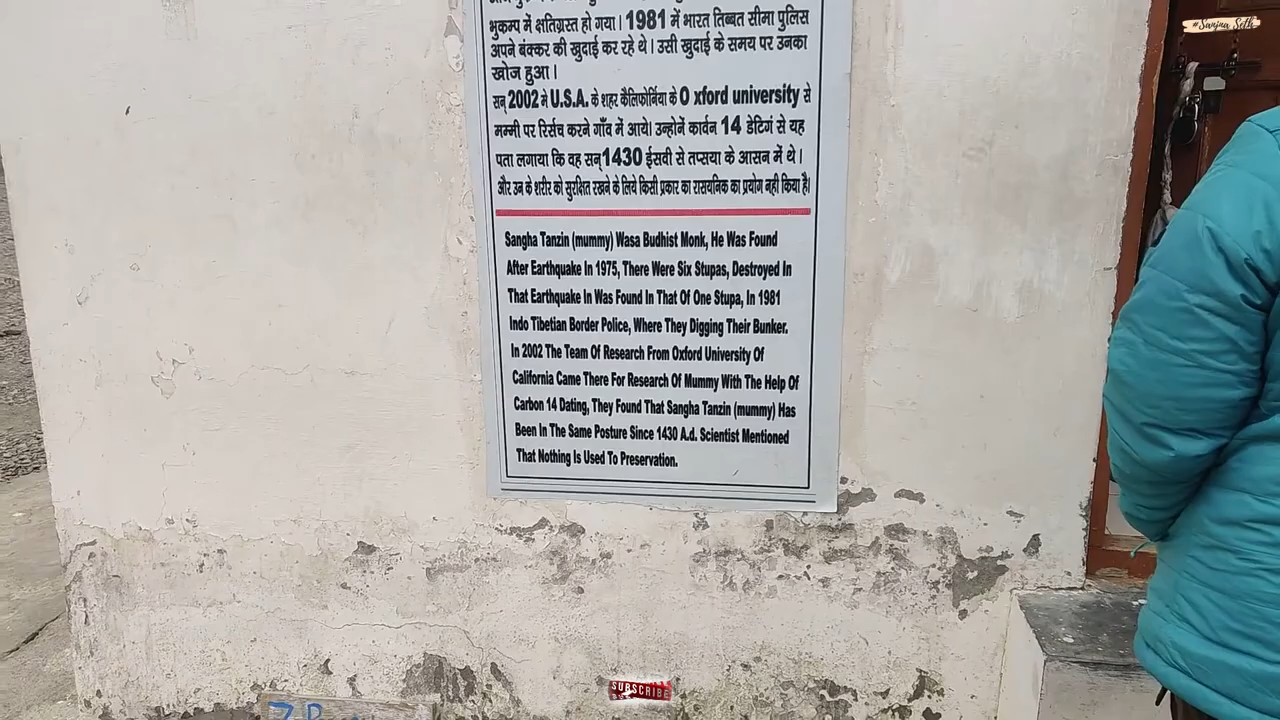 भुकम्प में क्षतिग्रस्त हो गया। 1981 में भारत तिब्बत सीमा पुलिस
अपने बंक्कर की खुदाई कर रहे थे। उसी खुदाई के समय पर उनका
खोज हुआ।
सन् 2002 मे U.S.A. के शहर कैलिफोर्निया के O xford university से
मम्मी पर रिर्सच करने गाँव में आये। उन्होनें कार्वन 14 डेटिगं से यह
पता लगाया कि वह सन् 1430 ईसवी से तप्सया के आसन में थे।
और उन के शरीर को सुरक्षित रखने के लिये किसी प्रकार का रासयनिक का प्रयोग नही किया है।
Sangha Tanzin (mummy) Wasa Budhist Monk, He Was Found
After Earthquake In 1975, There Were Six Stupas, Destroyed In
That Earthquake In Was Found In That Of One Stupa, In 1981
Indo Tibetian Border Police, Where They Digging Their Bunker.
In 2002 The Team Of Research From Oxford University Of
California Came There For Research Of Mummy With The Help Of
Carbon 14 Dating, They Found That Sangha Tanzin (mummy) Has
Been In The Same Posture Since 1430 A.d. Scientist Mentioned
That Nothing Is Used To Preservation.
#Sanjna Seth
SUBSCRIBE